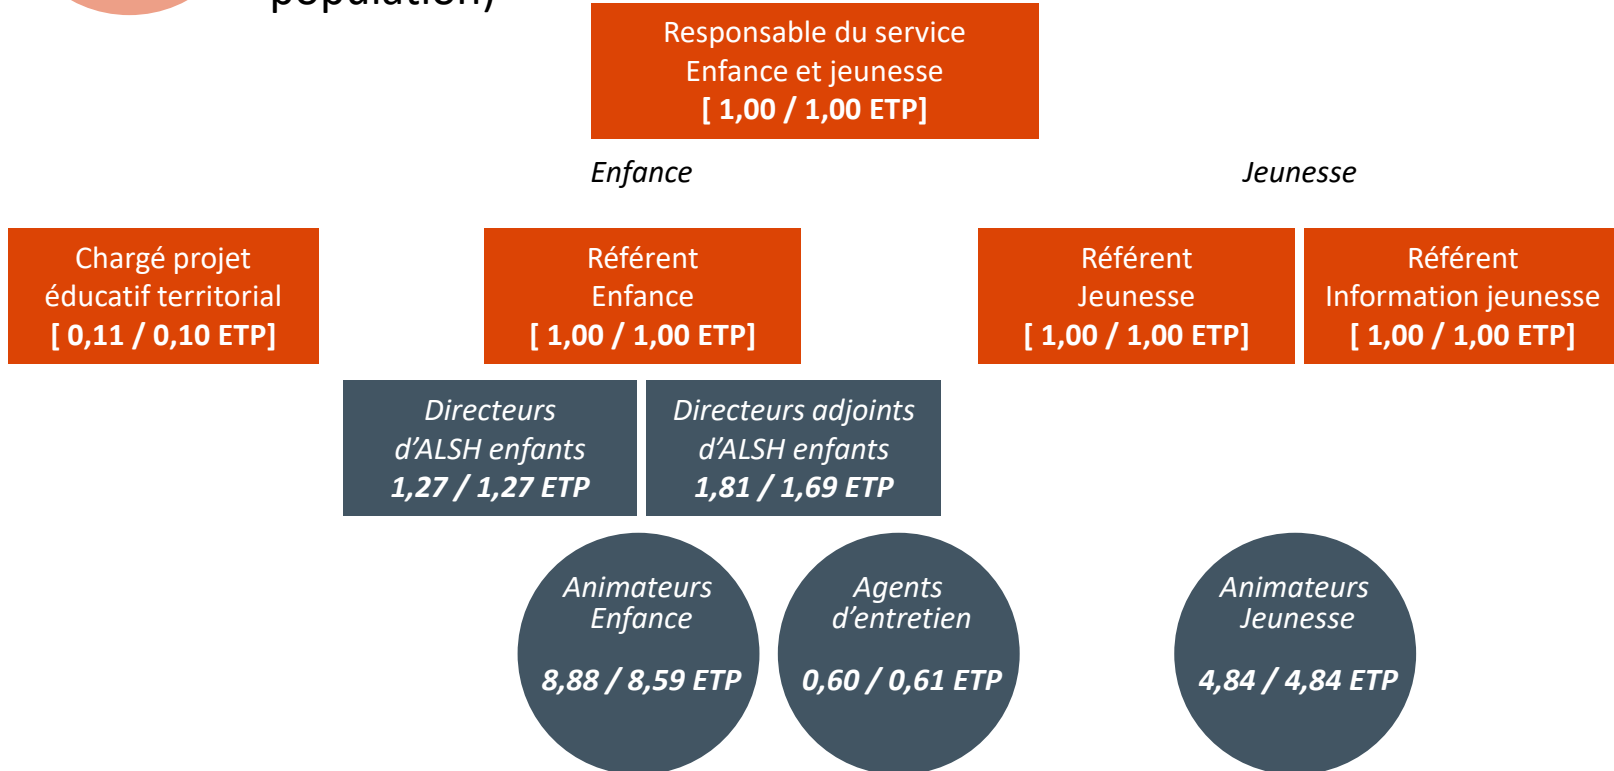 population)
Responsable du service
Enfance et jeunesse
[ 1,00 / 1,00 ETP]
Enfance
Jeunesse
Chargé projet
éducatif territorial
[ 0,11 / 0,10 ETP]
Référent
Enfance
[ 1,00 / 1,00 ETP]
Référent
Jeunesse
[ 1,00 / 1,00 ETP]
Référent
Information jeunesse
[ 1,00 / 1,00 ETP]
Directeurs
d’ALSH enfants
1,27 / 1,27 ETP
Directeurs adjoints
d’ALSH enfants
1,81 / 1,69 ETP
Animateurs
Enfance
8,88 / 8,59 ETP
Agents
d’entretien
0,60 / 0,61 ETP
Animateurs
Jeunesse
4,84 / 4,84 ETP